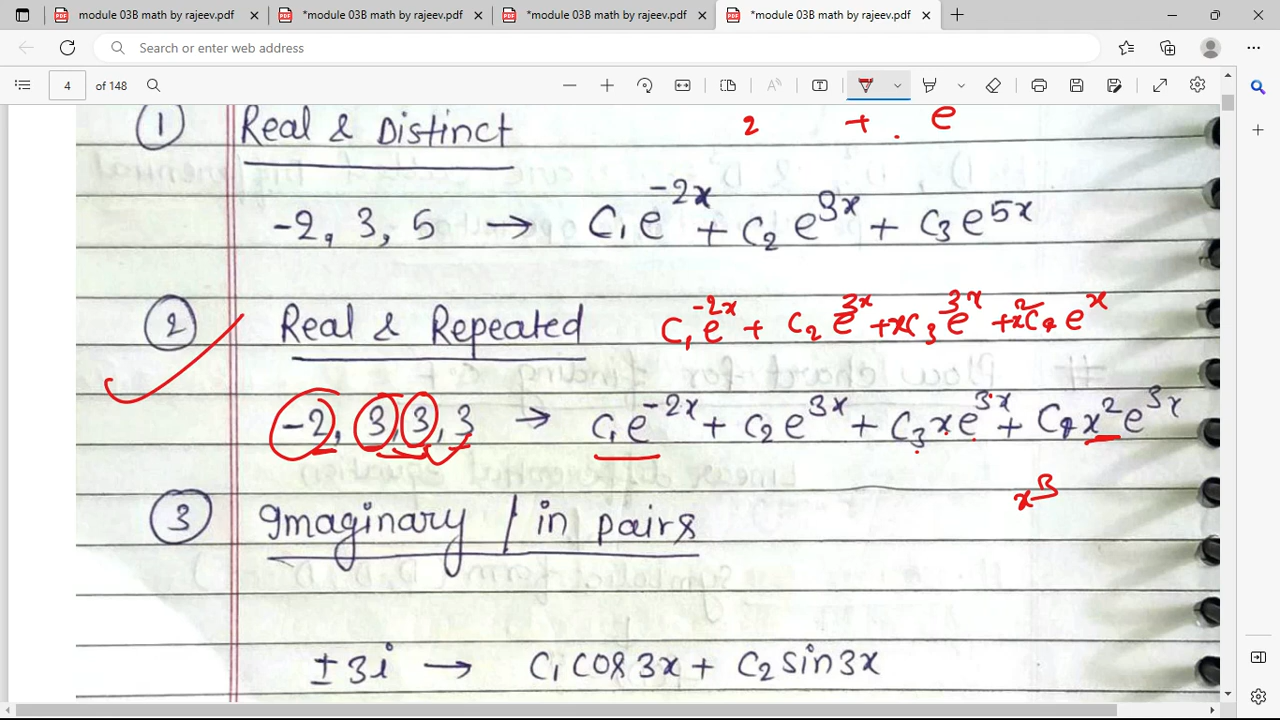 module 03B math by rajeev.pdf *module 03B math by rajeev.pdf *module 03B math by rajeev.pdf *module 03B math by rajeev.pdf
Search or enter web address
4 of 148
① Real & Distinct 2 + . e
-2, 3, 5 → C₁e^-2x + C₂e^3x + C₃e^5x
② Real & Repeated C₁e^-2x + C₂e^3x + xC₃e^3x + x²C₄e^x
-2, 3, 3, 3 → C₁e^-2x + C₂e^3x + C₃xe^3x + C₄x²e^3x
x^3
③ Imaginary / in pairs
±3i → C₁cos3x + C₂sin3x